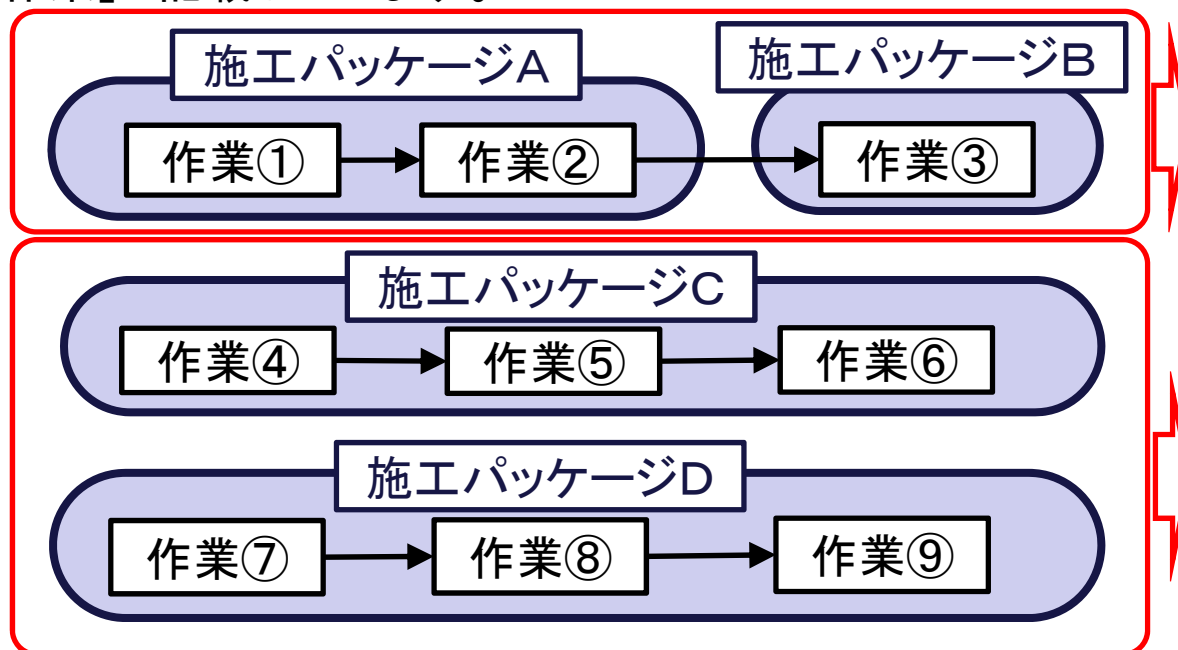 施工パッケージA
施工パッケージB
作業①
作業②
作業③
施工パッケージC
作業④
作業⑤
作業⑥
施工パッケージD
作業⑦
作業⑧
作業⑨